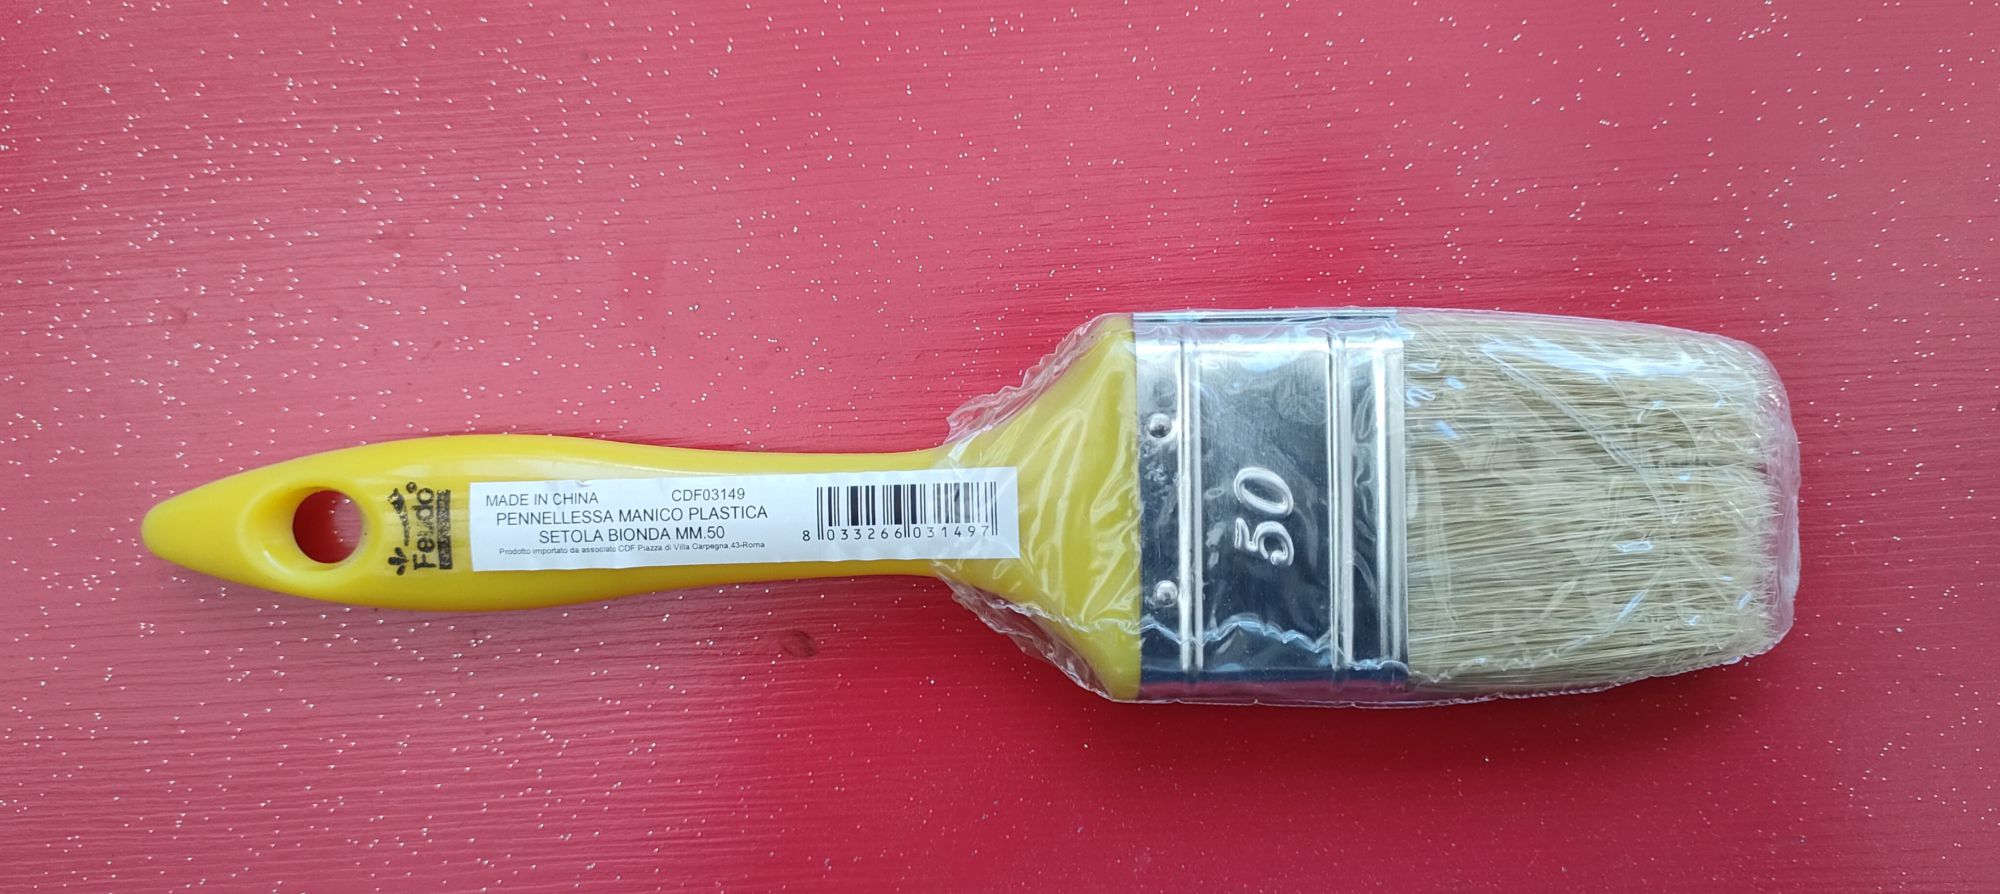 Feudo®
MADE IN CHINA CDF03149
PENNELLESSA MANICO PLASTICA
SETOLA BIONDA MM.50
Prodotto importato da associato CDF Piazza di Villa Carpegna,43-Roma
8 033266 031497
50